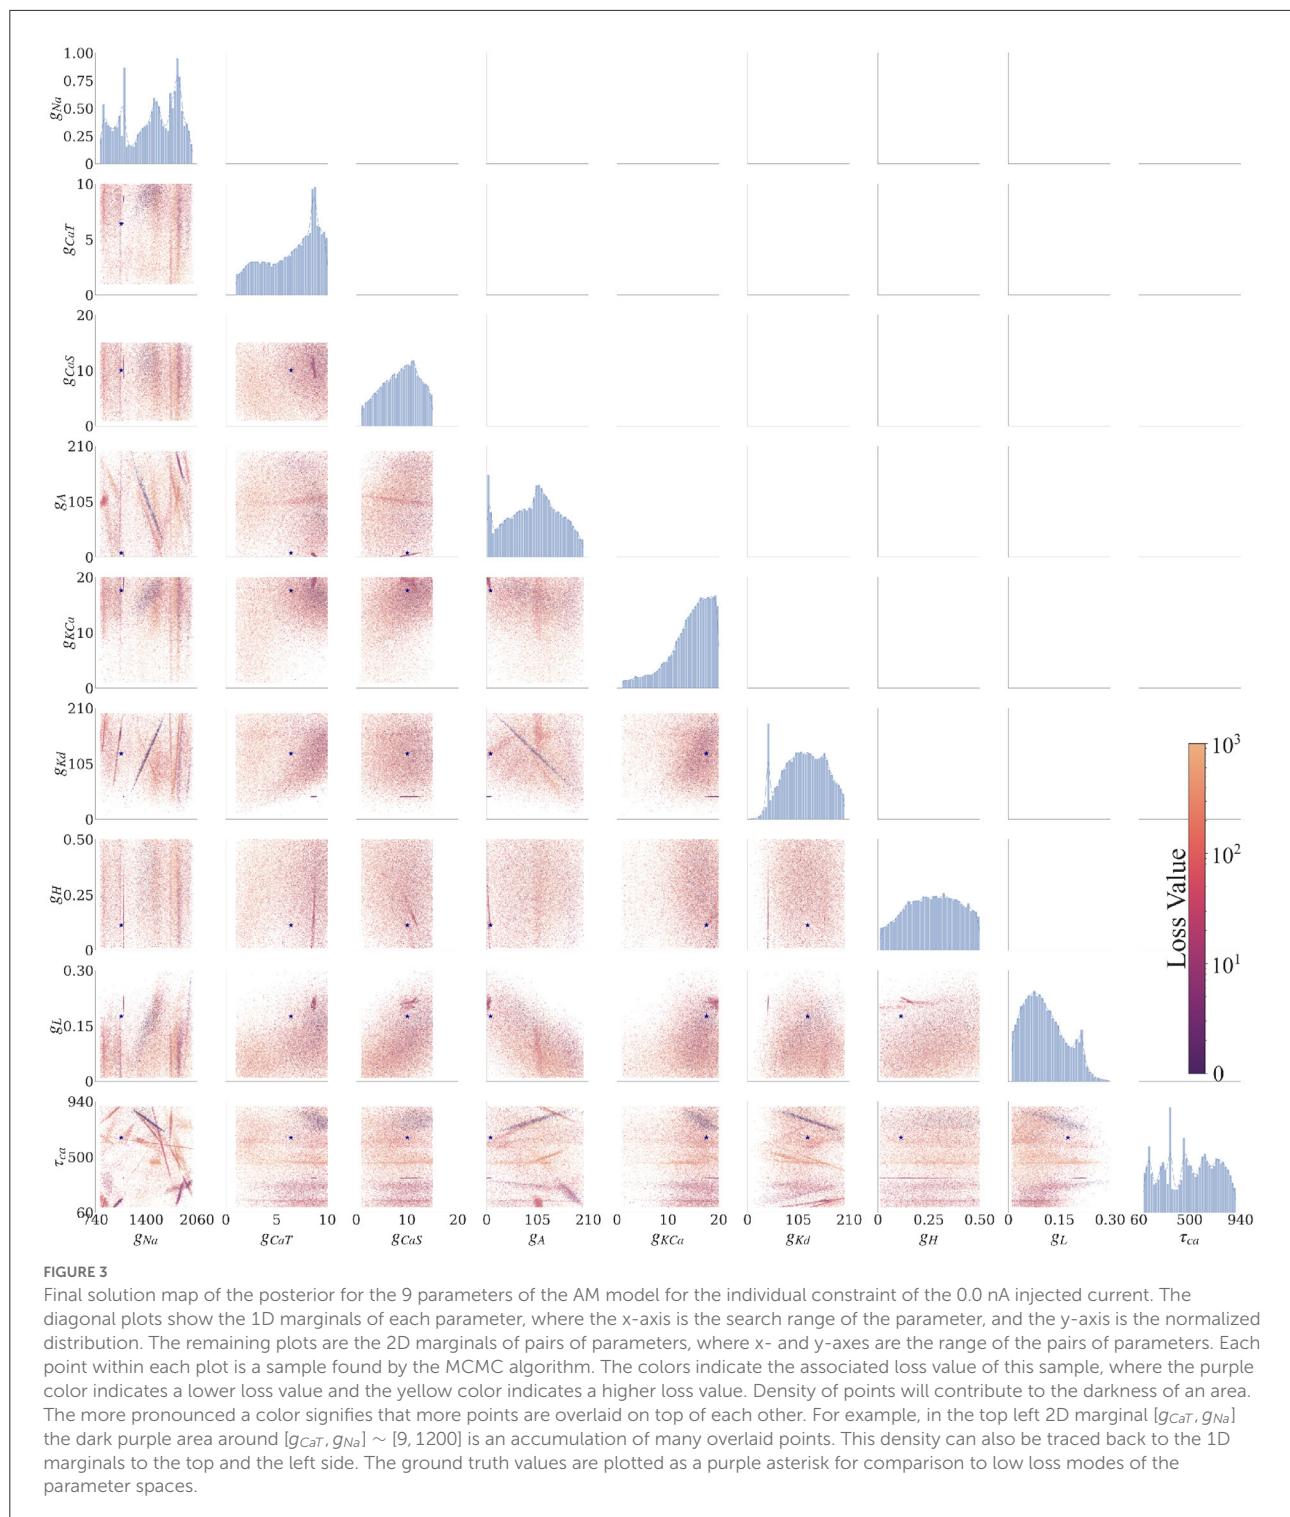 1.00
0.75
0.50
0.25
0
g_Na
10
5
0
g_CaT
20
10
0
g_CaS
210
105
0
g_A
20
10
0
g_KCa
210
105
0
g_Kd
0.50
0.25
0
g_H
0.30
0.15
0
g_L
940
500
60
τ_ca
10^3
10^2
10^1
0
Loss Value
740 1400 2060
0 5 10
0 10 20
0 105 210
0 10 20
0 105 210
0 0.25 0.50
0 0.15 0.30
60 500 940
g_Na g_CaT g_CaS g_A g_KCa g_Kd g_H g_L τ_ca
FIGURE 3
Final solution map of the posterior for the 9 parameters of the AM model for the individual constraint of the 0.0 nA injected current. The
diagonal plots show the 1D marginals of each parameter, where the x-axis is the search range of the parameter, and the y-axis is the normalized
distribution. The remaining plots are the 2D marginals of pairs of parameters, where x- and y-axes are the range of the pairs of parameters. Each
point within each plot is a sample found by the MCMC algorithm. The colors indicate the associated loss value of this sample, where the purple
color indicates a lower loss value and the yellow color indicates a higher loss value. Density of points will contribute to the darkness of an area.
The more pronounced a color signifies that more points are overlaid on top of each other. For example, in the top left 2D marginal [g_CaT, g_Na]
the dark purple area around [g_CaT, g_Na] ∼ [9, 1200] is an accumulation of many overlaid points. This density can also be traced back to the 1D
marginals to the top and the left side. The ground truth values are plotted as a purple asterisk for comparison to low loss modes of the
parameter spaces.